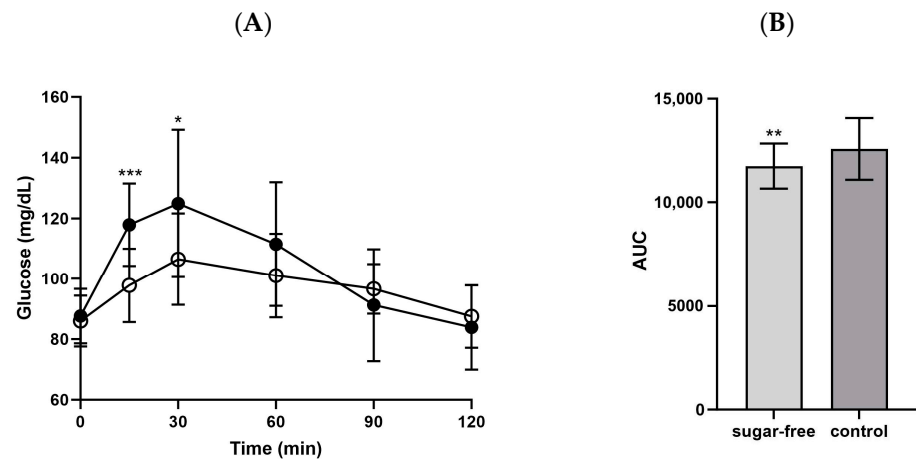 (A)
Glucose (mg/dL)
160
140
120
100
80
60
***
*
0 30 60 90 120
Time (min)
(B)
AUC
15,000
10,000
5000
0
**
sugar-free control